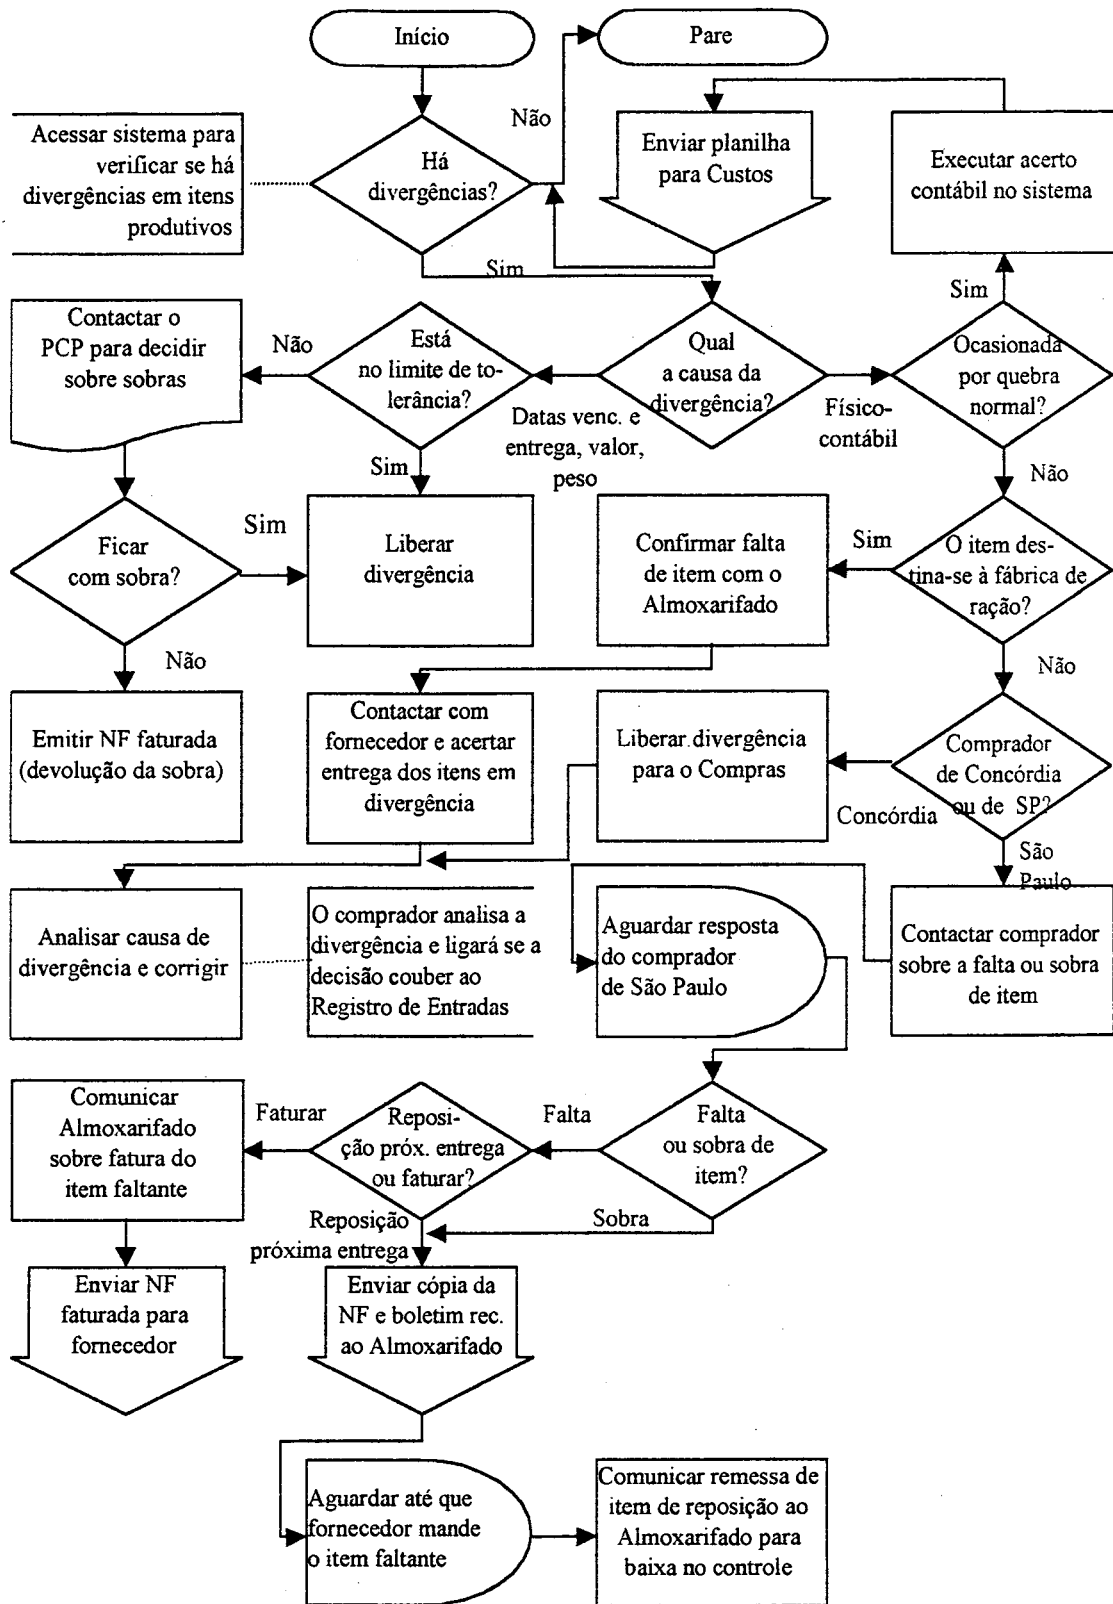 Início
Pare
Não
Acessar sistema para
verificar se há
divergências em itens
produtivos
Há
divergências?
Enviar planilha
para Custos
Executar acerto
contábil no sistema
Sim
Sim
Contactar o
PCP para decidir
sobre sobras
Não
Está
no limite de to-
lerância?
Qual
a causa da
divergência?
Ocasionada
por quebra
normal?
Datas venc. e
entrega, valor,
peso
Físico-
contábil
Sim
Não
Ficar
com sobra?
Sim
Liberar
divergência
Confirmar falta
de item com o
Almoxarifado
Sim
O item des-
tina-se à fábrica de
ração?
Não
Não
Emitir NF faturada
(devolução da sobra)
Contactar com
fornecedor e acertar
entrega dos itens em
divergência
Liberar divergência
para o Compras
Comprador
de Concórdia
ou de SP?
Concórdia
São
Paulo
Analisar causa de
divergência e corrigir
O comprador analisa a
divergência e ligará se a
decisão couber ao
Registro de Entradas
Aguardar resposta
do comprador
de São Paulo
Contactar comprador
sobre a falta ou sobra
de item
Comunicar
Almoxarifado
sobre fatura do
item faltante
Faturar
Reposi-
ção próx. entrega
ou faturar?
Falta
Falta
ou sobra de
item?
Reposição
próxima entrega
Sobra
Enviar NF
faturada para
fornecedor
Enviar cópia da
NF e boletim rec.
ao Almoxarifado
Aguardar até que
fornecedor mande
o item faltante
Comunicar remessa de
item de reposição ao
Almoxarifado para
baixa no controle